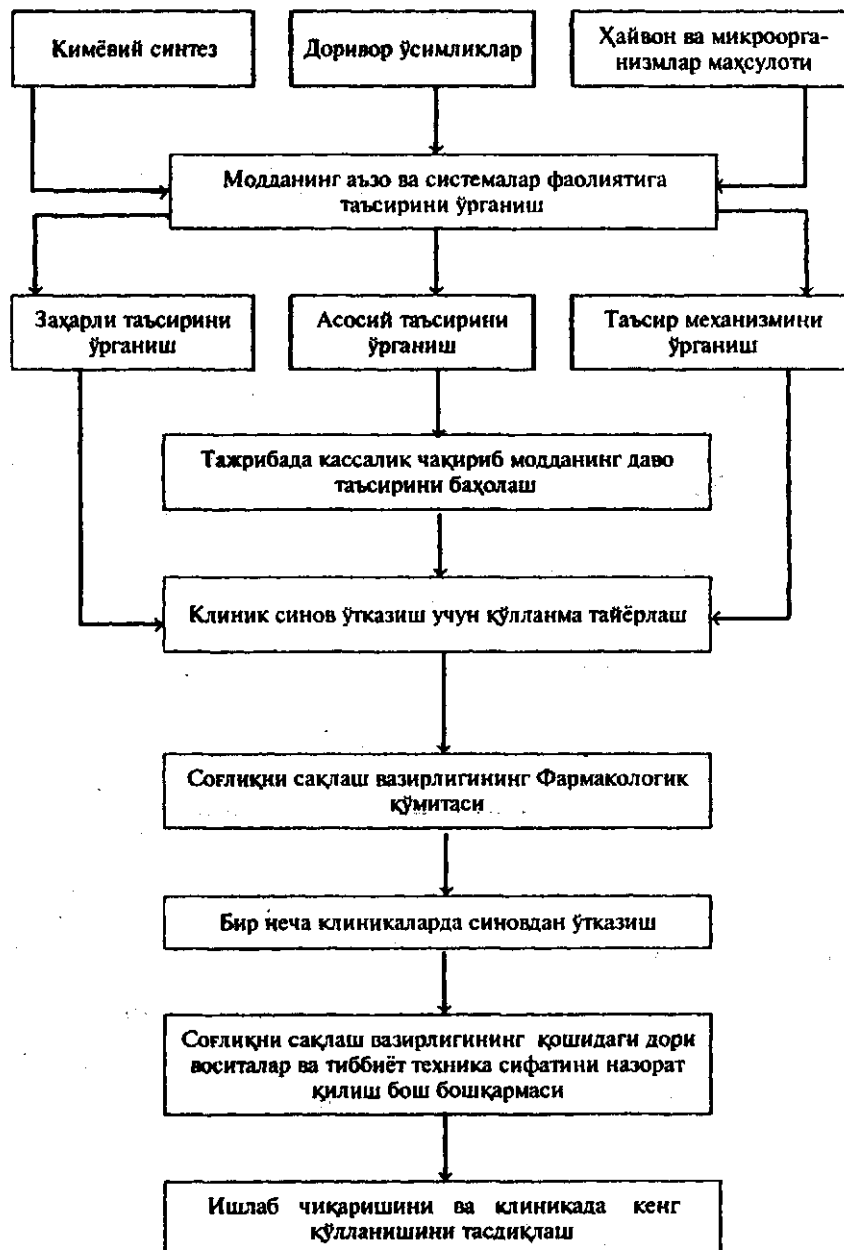 Кимёвий синтез
Доривор ўсимликлар
Ҳайвон ва микроорга-
низмлар маҳсулоти
Модданинг аъзо ва системалар фаолиятига
таъсирини ўрганиш
Заҳарли таъсирини
ўрганиш
Асосий таъсирини
ўрганиш
Таъсир механизмини
ўрганиш
Тажрибада кассалик чақириб модданинг даво
таъсирини баҳолаш
Клиник синов ўтказиш учун қўлланма тайёрлаш
Соғлиқни сақлаш вазирлигининг Фармакологик
қўмитаси
Бир неча клиникаларда синовдан ўтказиш
Соғлиқни сақлаш вазирлигининг қошидаги дори
воситалар ва тиббиёт техника сифатини назорат
қилиш бош бошқармаси
Ишлаб чиқаришини ва клиникада кенг
қўлланишини тасдиқлаш